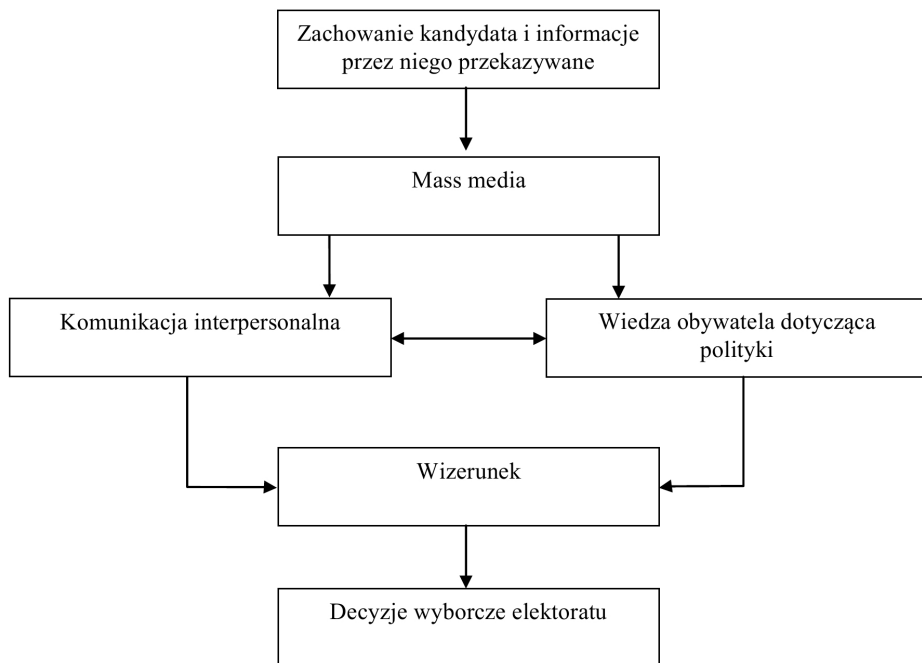 Zachowanie kandydata i informacje
przez niego przekazywane
Mass media
Komunikacja interpersonalna
Wiedza obywatela dotycząca
polityki
Wizerunek
Decyzje wyborcze elektoratu